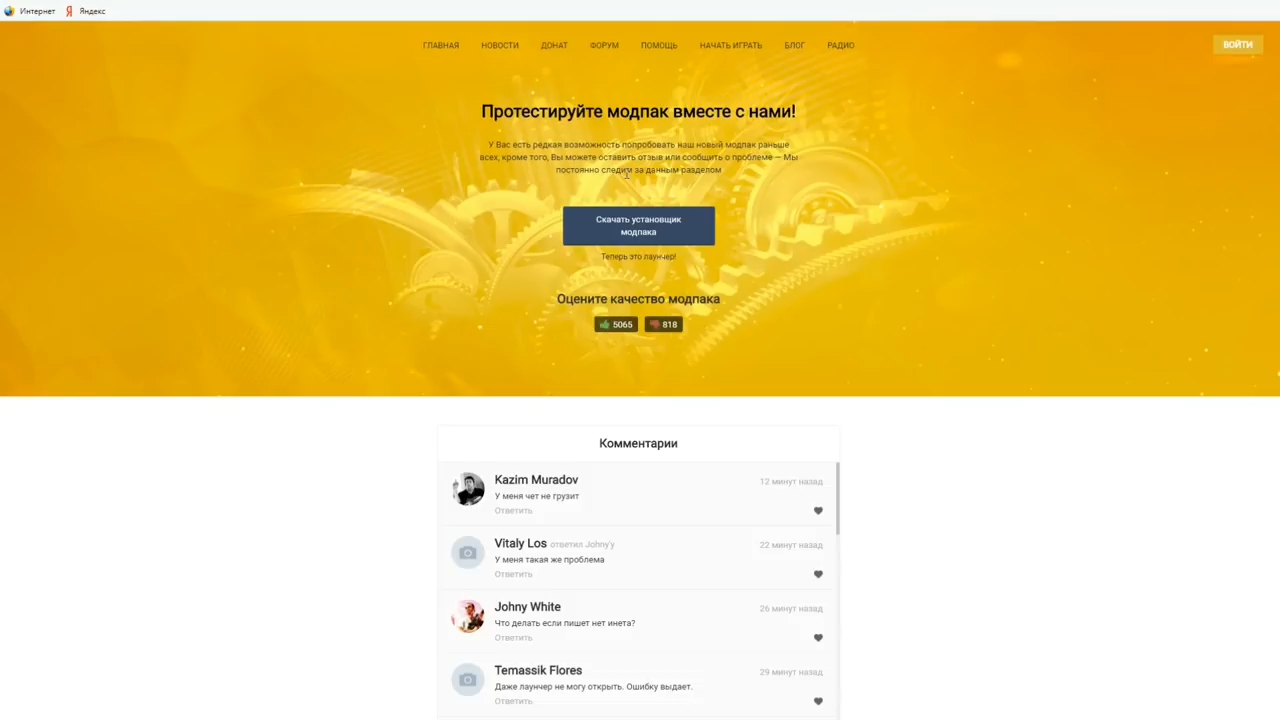 Интернет Яндекс
ГЛАВНАЯ НОВОСТИ ДОНАТ ФОРУМ ПОМОЩЬ НАЧАТЬ ИГРАТЬ БЛОГ РАДИО ВОЙТИ
Протестируйте модпак вместе с нами!
У Вас есть редкая возможность попробовать наш новый модпак раньше
всех, кроме того, Вы можете оставить отзыв или сообщить о проблеме — Мы
постоянно следим за данным разделом
Скачать установщик
модпака
Теперь это лаунчер!
Оцените качество модпака
5065 818
Комментарии
Kazim Muradov 12 минут назад
У меня чет не грузит
Ответить
Vitaly Los ответил Johny'y 22 минут назад
У меня такая же проблема
Ответить
Johny White 26 минут назад
Что делать если пишет нет инета?
Ответить
Temassik Flores 29 минут назад
Даже лаунчер не могу открыть. Ошибку выдает.
Ответить